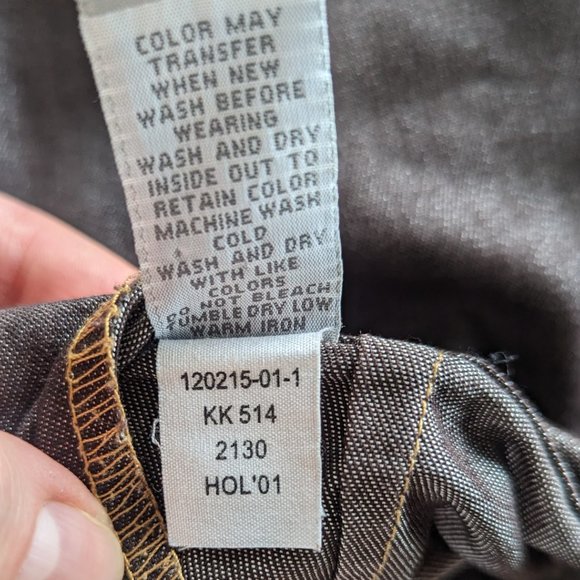 COLOR MAY
TRANSFER
WHEN NEW
WASH BEFORE
WEARING
WASH AND DRY
INSIDE OUT TO
RETAIN COLOR
MACHINE WASH
COLD
WASH AND DRY
WITH LIKE
COLORS
DO NOT BLEACH
TUMBLE DRY LOW
WARM IRON
120215-01-1
KK 514
2130
HOL'01